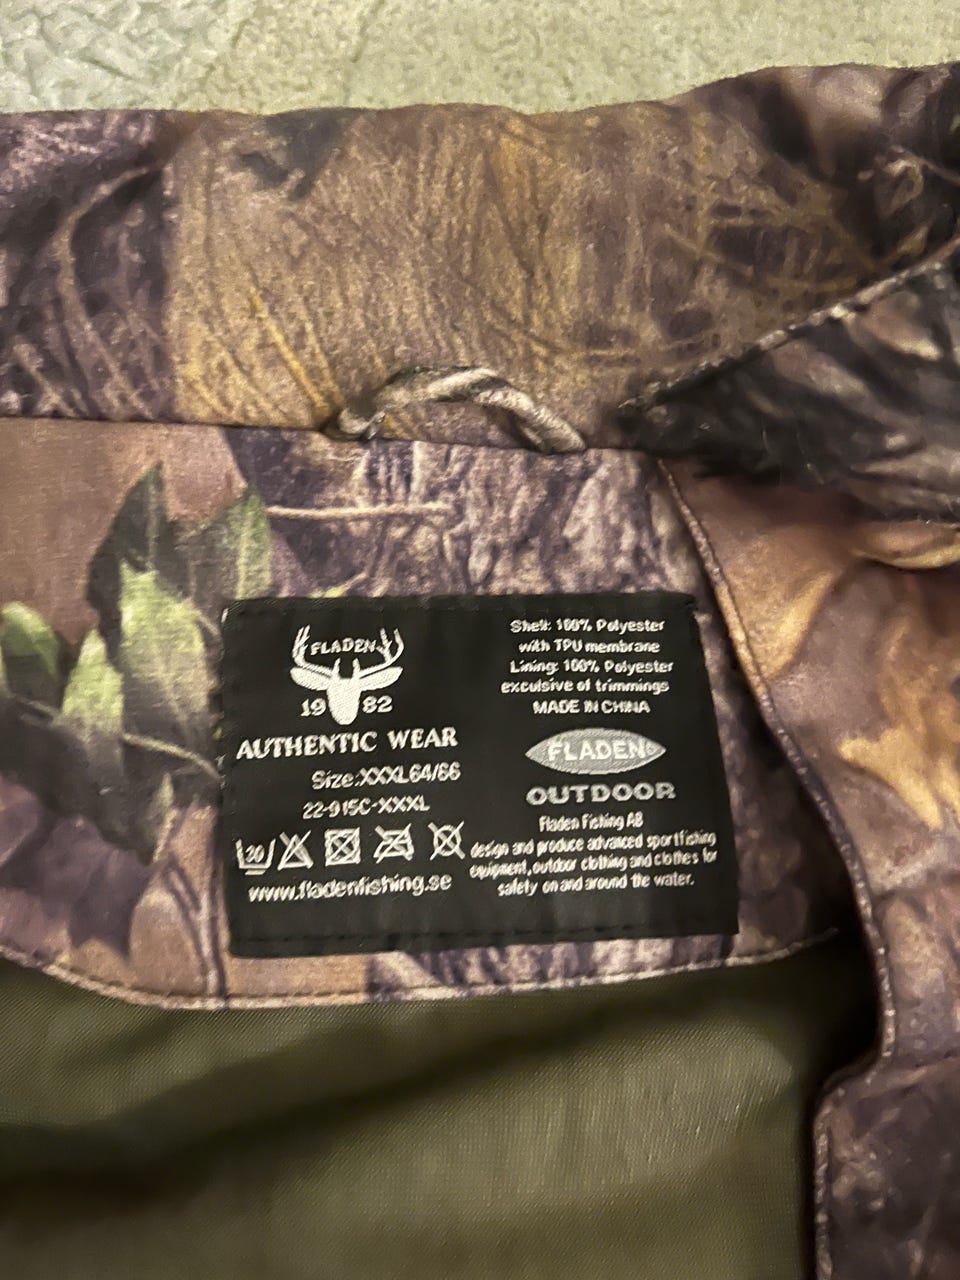 FLADEN
19 82
AUTHENTIC WEAR
Size:XXXL64/66
22-915C-XXXL
30
www.fladenfishing.se
Shell: 100% Polyester
with TPU membrane
Lining: 100% Polyester
exculsive of trimmings
MADE IN CHINA
FLADEN®
OUTDOOR
Fladen Fishing AB
design and produce advanced sportfishing
equipment,outdoor clothing and clothes for
safety on and around the water.